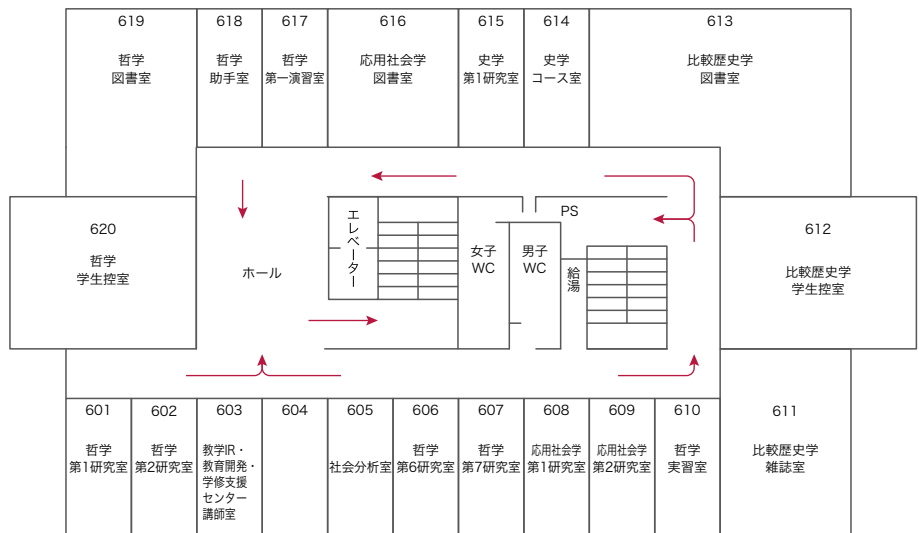 619
哲学
図書室
618
哲学
助手室
617
哲学
第一演習室
616
応用社会学
図書室
615
史学
第1研究室
614
史学
コース室
613
比較歴史学
図書室
620
哲学
学生控室
ホール
エレベーター
女子
WC
男子
WC
PS
給湯
612
比較歴史学
学生控室
601
哲学
第1研究室
602
哲学
第2研究室
603
教学IR・
教育開発・
学修支援
センター
講師室
604
605
社会分析室
606
哲学
第6研究室
607
哲学
第7研究室
608
応用社会学
第1研究室
609
応用社会学
第2研究室
610
哲学
実習室
611
比較歴史学
雑誌室